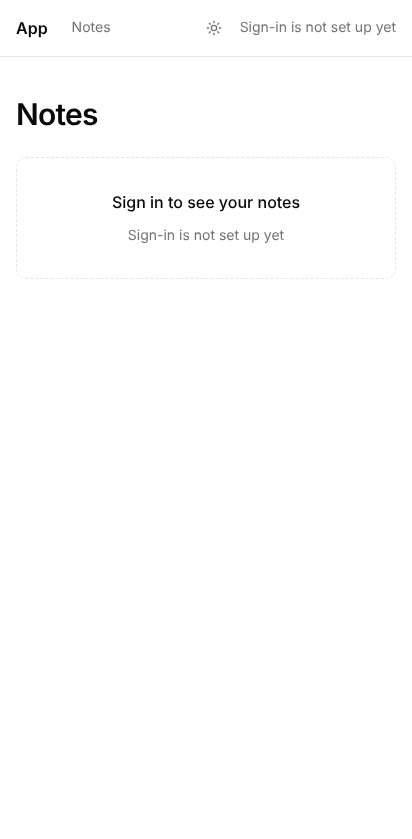 App Notes Sign-in is not set up yet
Notes
Sign in to see your notes
Sign-in is not set up yet